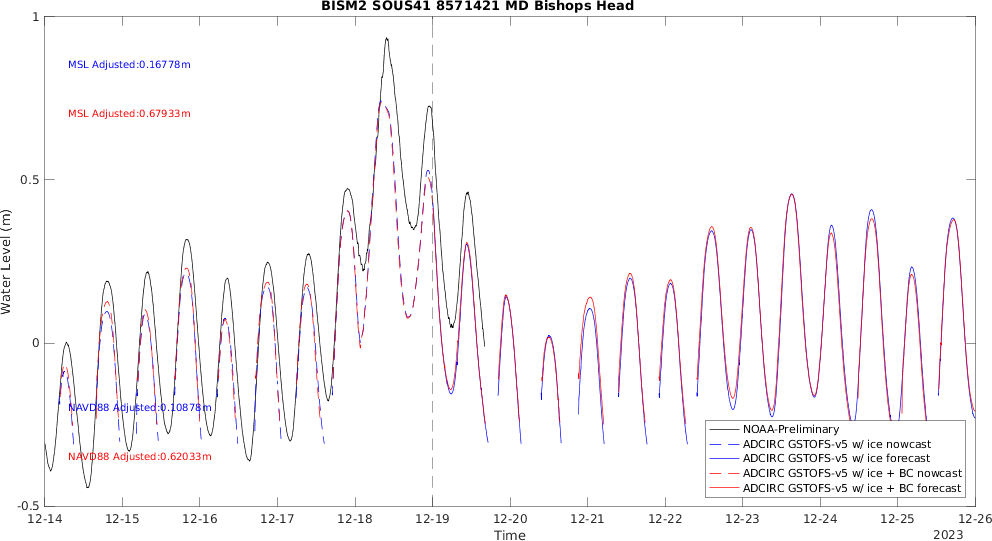 BISM2 SOUS41 8571421 MD Bishops Head
1
MSL Adjusted:0.16778m
MSL Adjusted:0.67933m
0.5
Water Level (m)
0
NAVD88 Adjusted:0.10878m
NAVD88 Adjusted:0.62033m
NOAA-Preliminary
ADCIRC GSTOFS-v5 w/ ice nowcast
ADCIRC GSTOFS-v5 w/ ice forecast
ADCIRC GSTOFS-v5 w/ ice + BC nowcast
ADCIRC GSTOFS-v5 w/ ice + BC forecast
-0.5
12-14 12-15 12-16 12-17 12-18 12-19 12-20 12-21 12-22 12-23 12-24 12-25 12-26
Time
2023